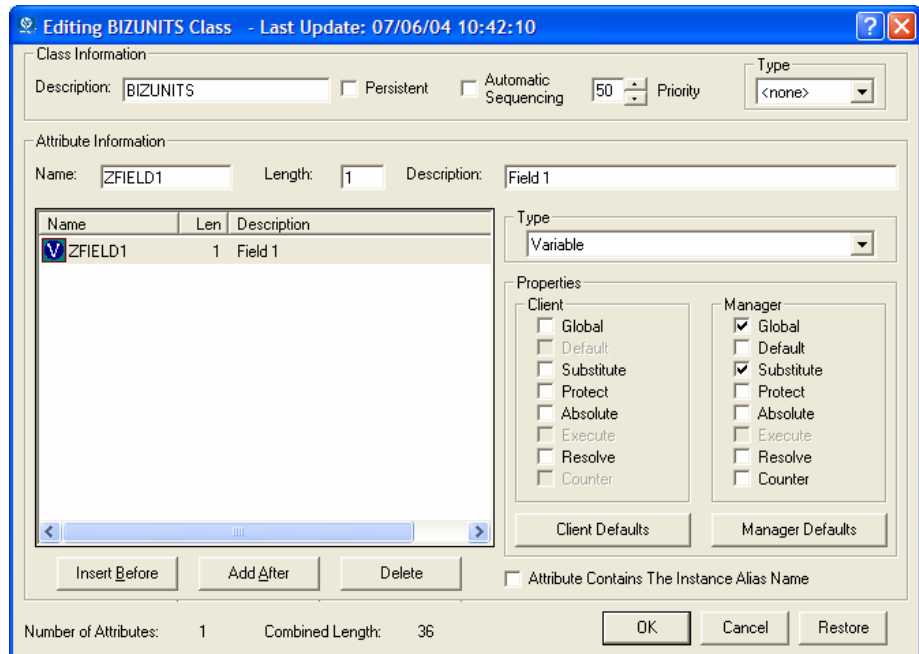 Editing BIZUNITS Class - Last Update: 07/06/04 10:42:10
Class Information
Description: BIZUNITS
Persistent
Automatic Sequencing
50 Priority
Type
<none>
Attribute Information
Name: ZFIELD1 Length: 1 Description: Field 1
Name Len Description
V ZFIELD1 1 Field 1
Type
Variable
Properties
Client
Global
Default
Substitute
Protect
Absolute
Execute
Resolve
Counter
Manager
Global
Default
Substitute
Protect
Absolute
Execute
Resolve
Counter
Client Defaults
Manager Defaults
Insert Before
Add After
Delete
Attribute Contains The Instance Alias Name
Number of Attributes: 1 Combined Length: 36
OK
Cancel
Restore